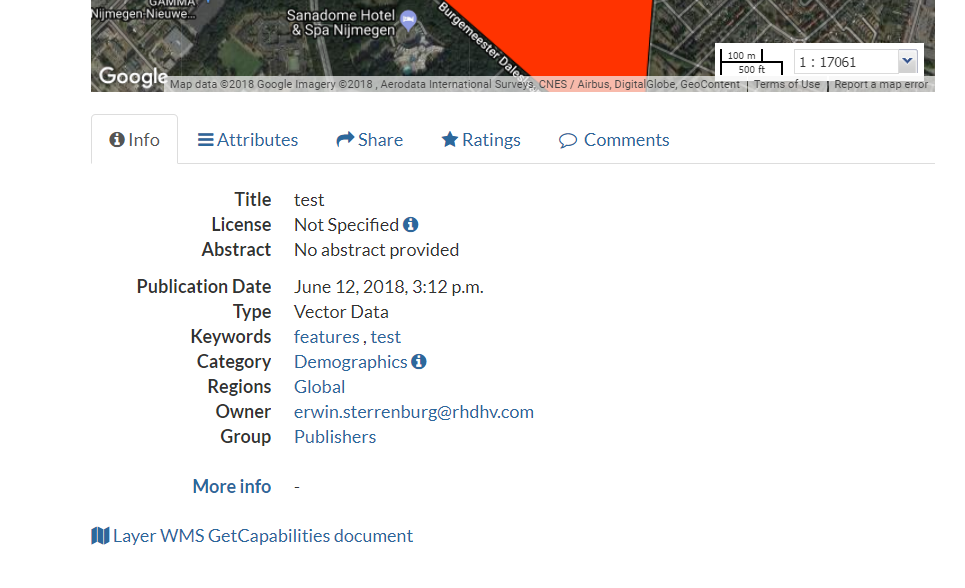 GAMMA
Nijmegen-Nieuwe...
Sanadome Hotel
& Spa Nijmegen
Burgemeester Dales
100 m
500 ft
1 : 17061
Google
Map data ©2018 Google Imagery ©2018 , Aerodata International Surveys, CNES / Airbus, DigitalGlobe, GeoContent
Terms of Use
Report a map error
Info
Attributes
Share
Ratings
Comments
Title test
License Not Specified
Abstract No abstract provided
Publication Date June 12, 2018, 3:12 p.m.
Type Vector Data
Keywords features , test
Category Demographics
Regions Global
Owner erwin.sterrenburg@rhdhv.com
Group Publishers
More info -
Layer WMS GetCapabilities document